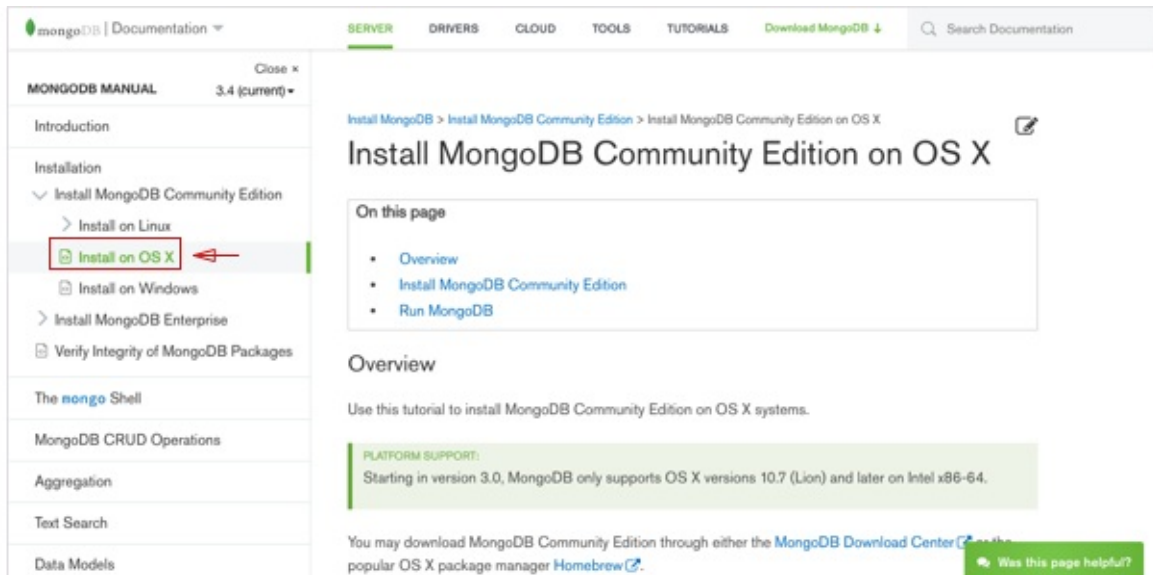 mongoDB | Documentation
SERVER DRIVERS CLOUD TOOLS TUTORIALS Download MongoDB ↓ Search Documentation
Close ×
MONGODB MANUAL 3.4 (current)
Introduction
Installation
Install MongoDB Community Edition
Install on Linux
Install on OS X
Install on Windows
Install MongoDB Enterprise
Verify Integrity of MongoDB Packages
The mongo Shell
MongoDB CRUD Operations
Aggregation
Text Search
Data Models
Install MongoDB > Install MongoDB Community Edition > Install MongoDB Community Edition on OS X
Install MongoDB Community Edition on OS X
On this page
• Overview
• Install MongoDB Community Edition
• Run MongoDB
Overview
Use this tutorial to install MongoDB Community Edition on OS X systems.
PLATFORM SUPPORT:
Starting in version 3.0, MongoDB only supports OS X versions 10.7 (Lion) and later on Intel x86-64.
You may download MongoDB Community Edition through either the MongoDB Download Center or the
popular OS X package manager Homebrew.
Was this page helpful?